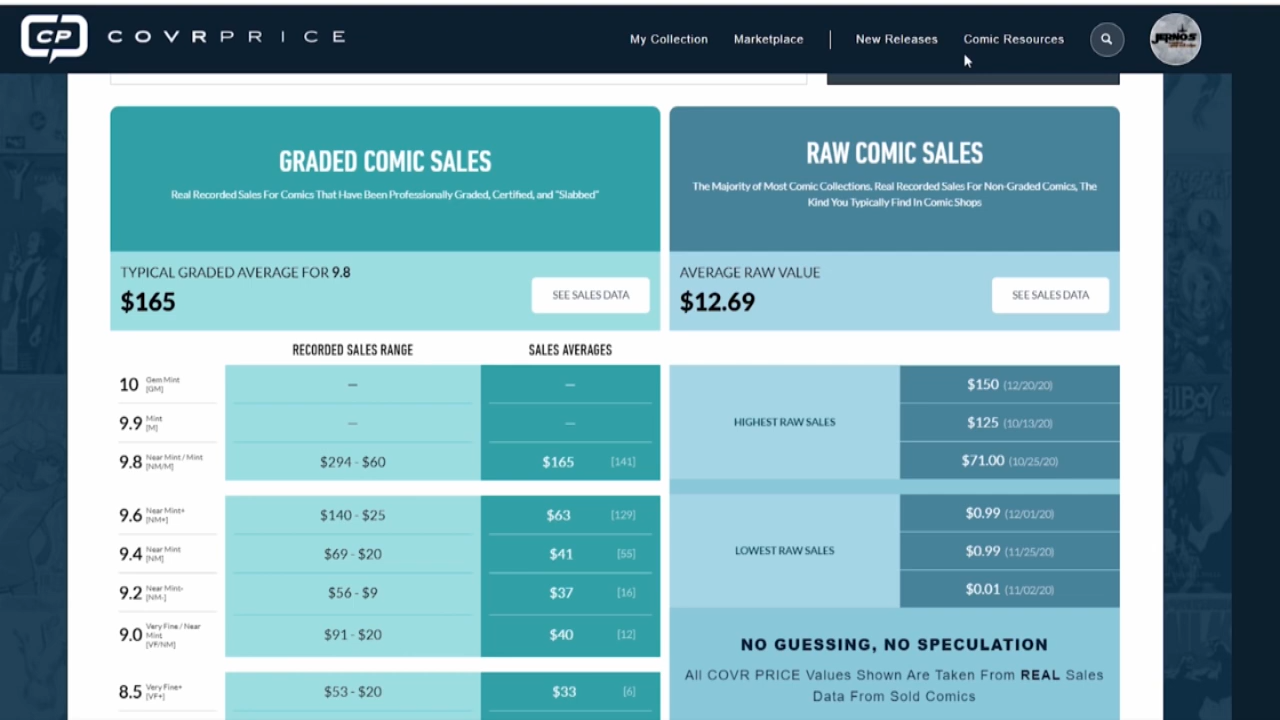 CP COVRPRICE
My Collection Marketplace | New Releases Comic Resources
GRADED COMIC SALES
Real Recorded Sales For Comics That Have Been Professionally Graded, Certified, and "Slabbed"
TYPICAL GRADED AVERAGE FOR 9.8
$165
SEE SALES DATA
RAW COMIC SALES
The Majority of Most Comic Collections. Real Recorded Sales For Non-Graded Comics, The
Kind You Typically Find In Comic Shops
AVERAGE RAW VALUE
$12.69
SEE SALES DATA
RECORDED SALES RANGE SALES AVERAGES
10 Gem Mint [GM] — —
9.9 Mint [M] — —
9.8 Near Mint / Mint [NM/M] $294 - $60 $165 [141]
9.6 Near Mint+ [NM+] $140 - $25 $63 [129]
9.4 Near Mint [NM] $69 - $20 $41 [55]
9.2 Near Mint- [NM-] $56 - $9 $37 [16]
9.0 Very Fine / Near Mint [VF/NM] $91 - $20 $40 [12]
8.5 Very Fine+ [VF+] $53 - $20 $33 [6]
HIGHEST RAW SALES
$150 (12/20/20)
$125 (10/13/20)
$71.00 (10/25/20)
LOWEST RAW SALES
$0.99 (12/01/20)
$0.99 (11/25/20)
$0.01 (11/02/20)
NO GUESSING, NO SPECULATION
All COVR PRICE Values Shown Are Taken From REAL Sales
Data From Sold Comics